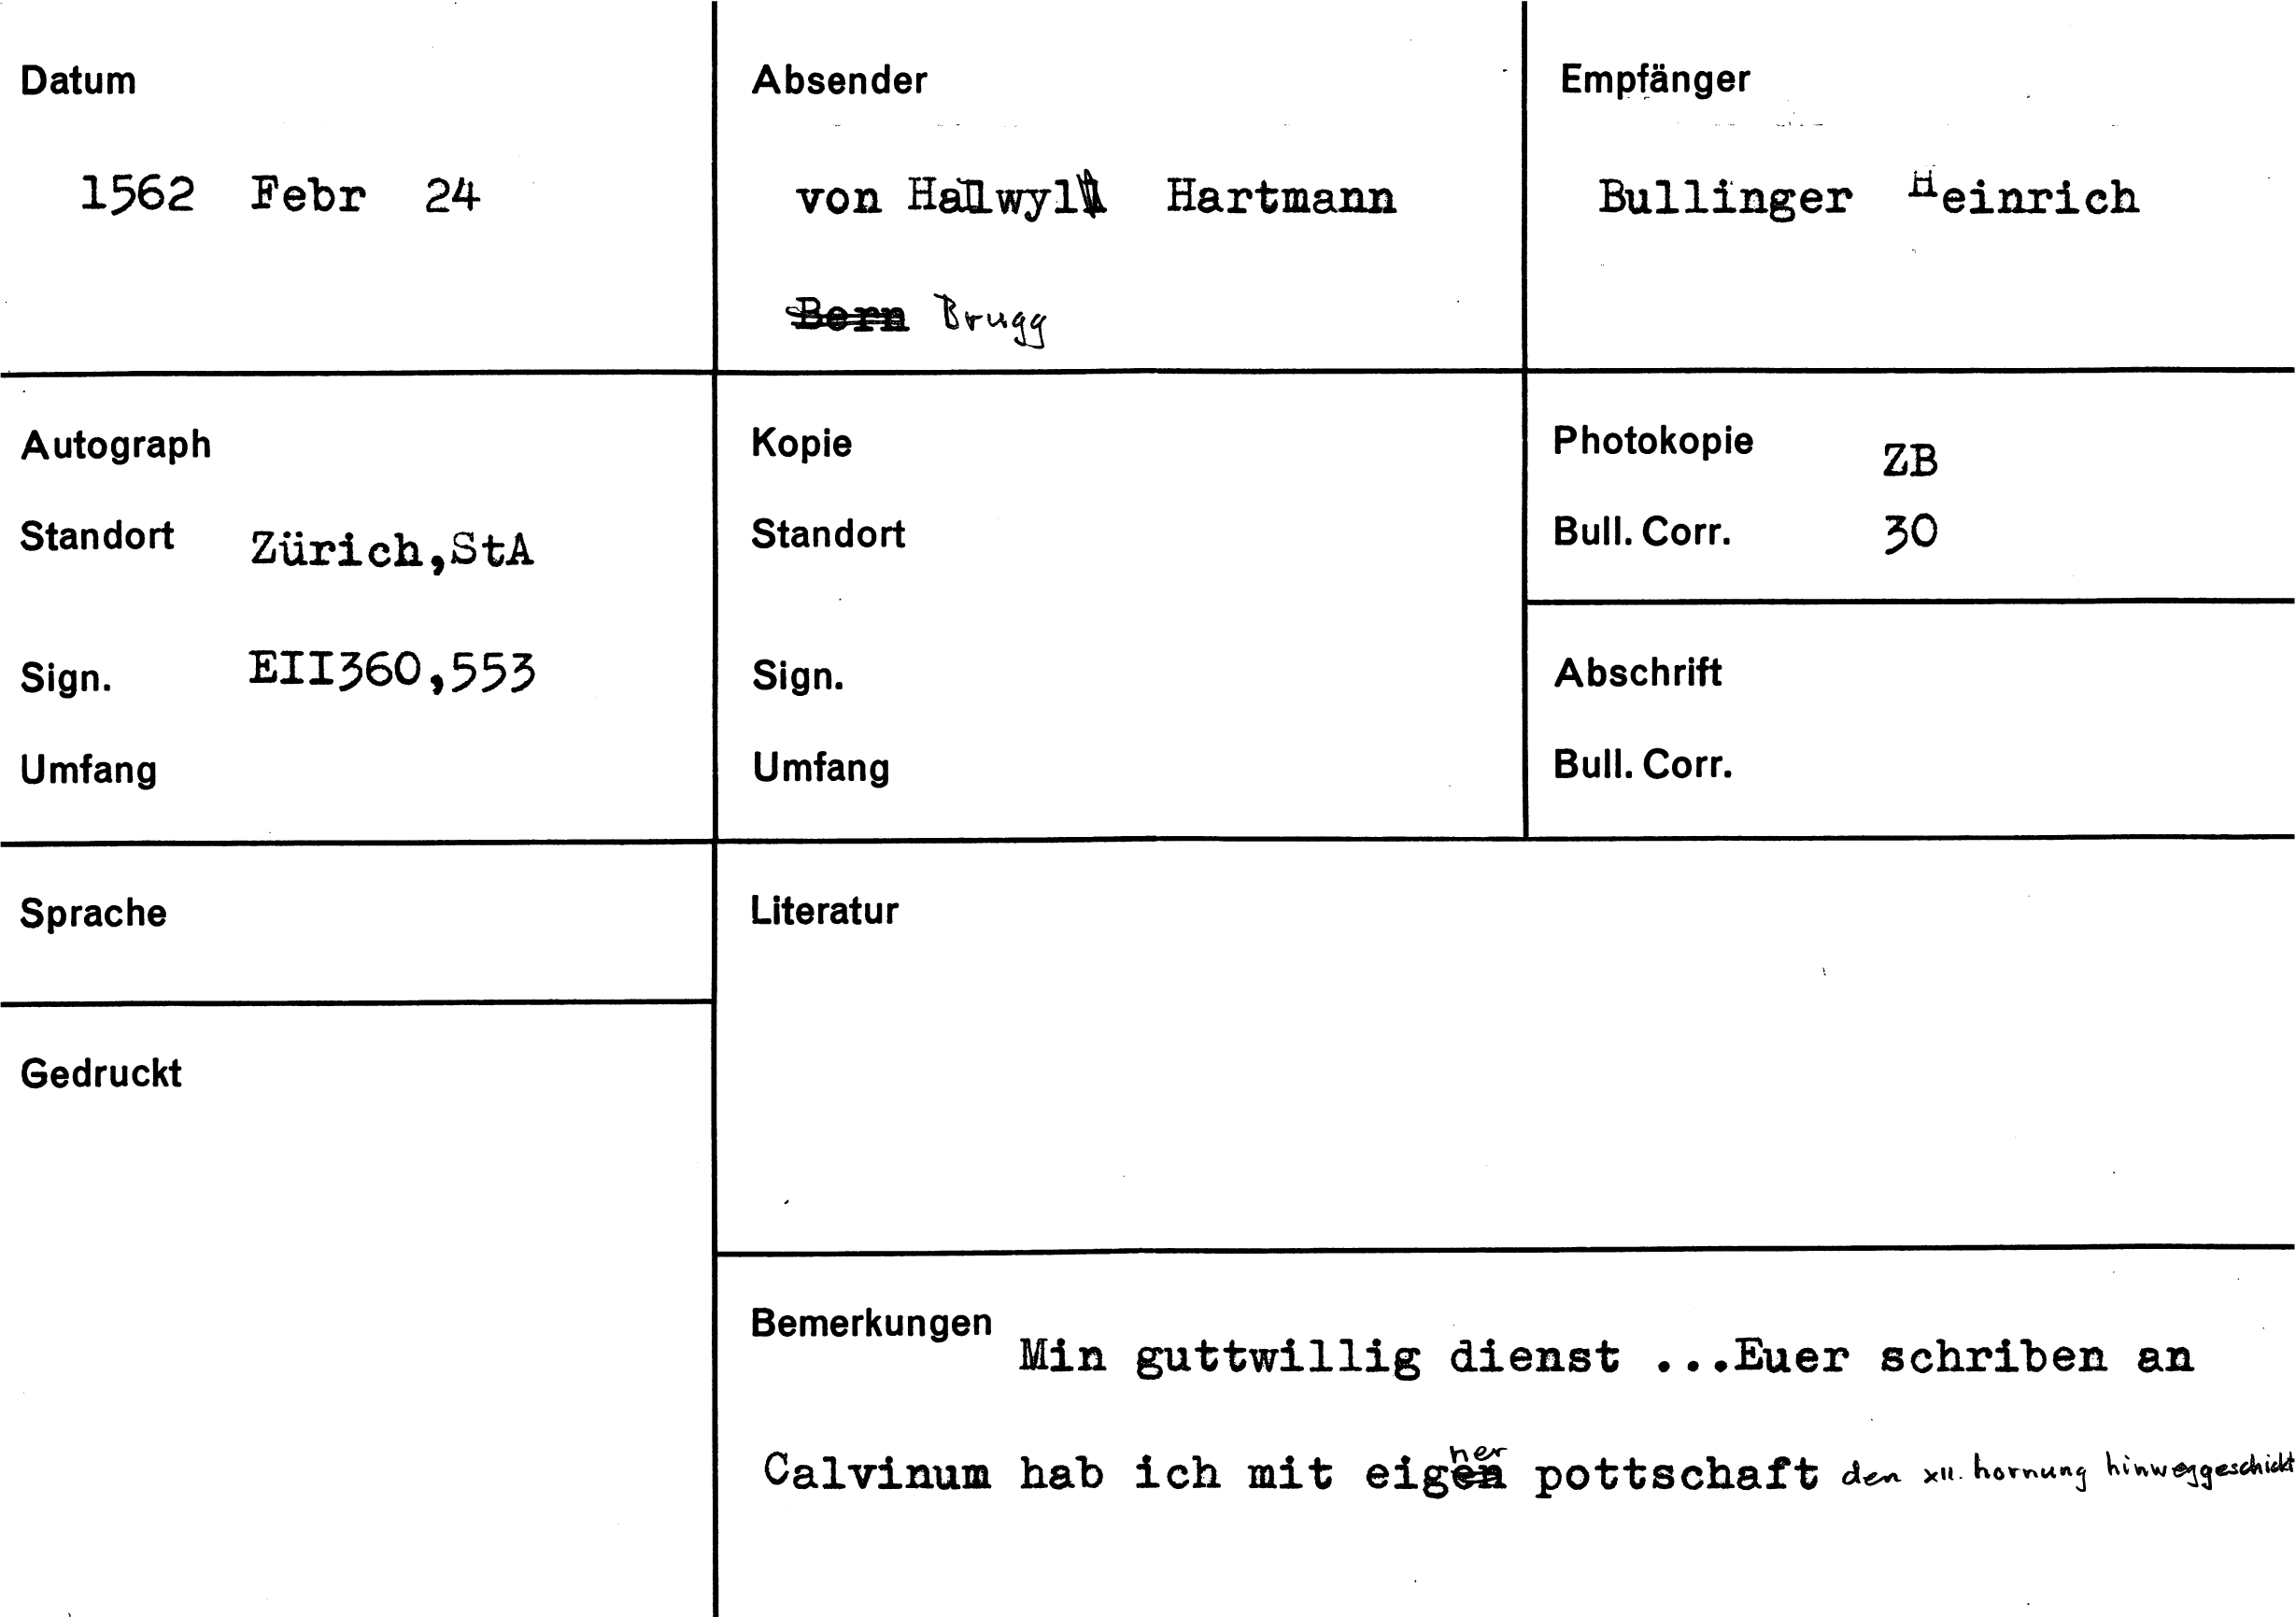 Datum
1562 Febr 24
Absender
von Hallwyl Hartmann
Bern Brugg
Empfänger
Bullinger Heinrich
Autograph
Standort Zürich,StA
Sign. EII360,553
Umfang
Kopie
Standort
Sign.
Umfang
Photokopie ZB
Bull. Corr. 30
Abschrift
Bull. Corr.
Sprache
Gedruckt
Literatur
Bemerkungen
Min guttwillig dienst ...Euer schriben an
Calvinum hab ich mit eigner pottschaft den XII. hornung hinweggeschickt